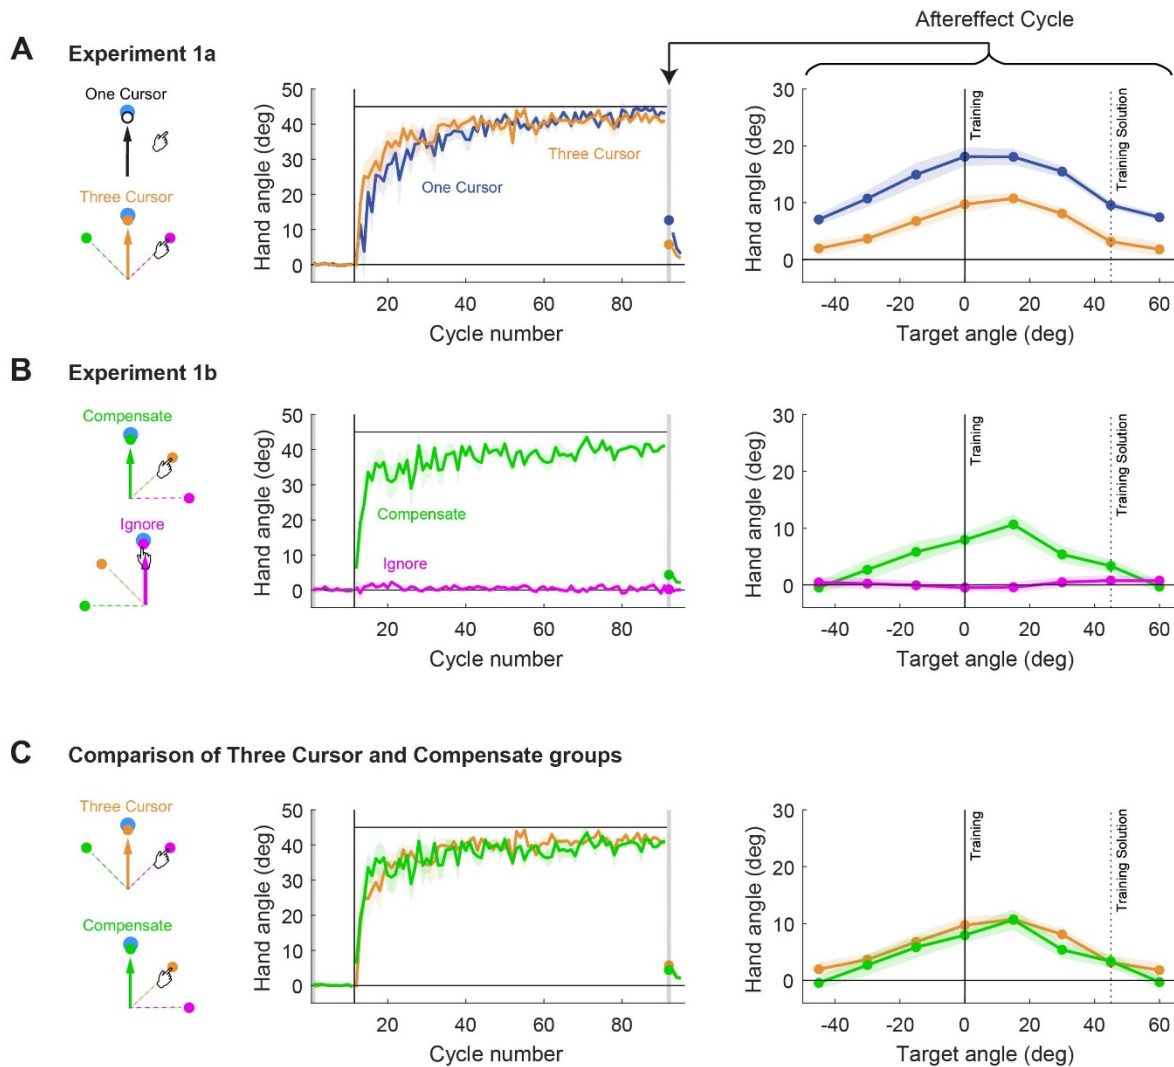 Aftereffect Cycle
A Experiment 1a
One Cursor
Three Cursor
Hand angle (deg)
50
40
30
20
10
0
Three Cursor
One Cursor
20 40 60 80
Cycle number
Hand angle (deg)
30
20
10
0
Training
Training Solution
-40 -20 0 20 40 60
Target angle (deg)
B Experiment 1b
Compensate
Ignore
Hand angle (deg)
50
40
30
20
10
0
Compensate
Ignore
20 40 60 80
Cycle number
Hand angle (deg)
30
20
10
0
Training
Training Solution
-40 -20 0 20 40 60
Target angle (deg)
C Comparison of Three Cursor and Compensate groups
Three Cursor
Compensate
Hand angle (deg)
50
40
30
20
10
0
20 40 60 80
Cycle number
Hand angle (deg)
30
20
10
0
Training
Training Solution
-40 -20 0 20 40 60
Target angle (deg)